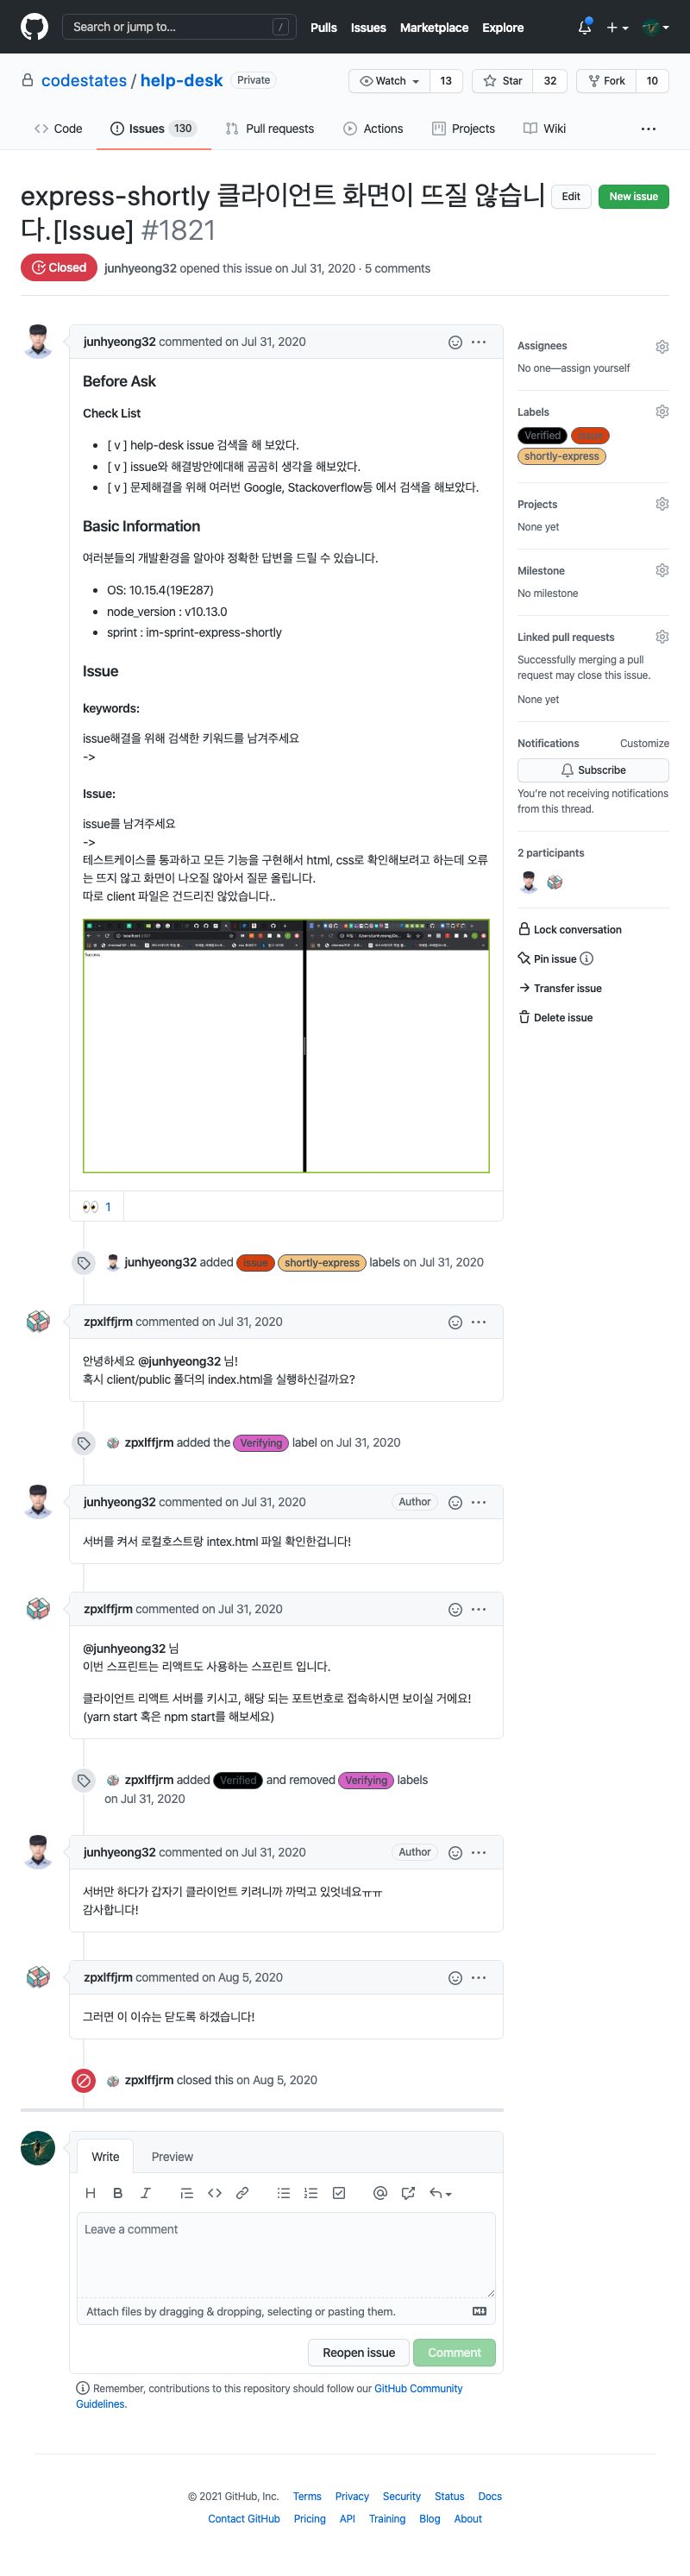 Search or jump to...
/
Pulls Issues Marketplace Explore
codestates / help-desk Private
Watch 13
Star 32
Fork 10
Code
Issues 130
Pull requests
Actions
Projects
Wiki
express-shortly 클라이언트 화면이 뜨질 않습니
다.[Issue] #1821
Edit
New issue
Closed
junhyeong32 opened this issue on Jul 31, 2020 · 5 comments
junhyeong32 commented on Jul 31, 2020
Before Ask
Check List
• [ v ] help-desk issue 검색을 해 보았다.
• [ v ] issue와 해결방안에대해 곰곰히 생각을 해보았다.
• [ v ] 문제해결을 위해 여러번 Google, Stackoverflow등 에서 검색을 해보았다.
Basic Information
여러분들의 개발환경을 알아야 정확한 답변을 드릴 수 있습니다.
• OS: 10.15.4(19E287)
• node_version : v10.13.0
• sprint : im-sprint-express-shortly
Issue
keywords:
issue해결을 위해 검색한 키워드를 남겨주세요
->
Issue:
issue를 남겨주세요
->
테스트케이스를 통과하고 모든 기능을 구현해서 html, css로 확인해보려고 하는데 오류
는 뜨지 않고 화면이 나오질 않아서 질문 올립니다.
따로 client 파일은 건드리진 않았습니다..
👀 1
junhyeong32 added issue shortly-express labels on Jul 31, 2020
zpxlffjrm commented on Jul 31, 2020
안녕하세요 @junhyeong32 님!
혹시 client/public 폴더의 index.html을 실행하신걸까요?
zpxlffjrm added the Verifying label on Jul 31, 2020
junhyeong32 commented on Jul 31, 2020
Author
서버를 켜서 로컬호스트랑 intex.html 파일 확인한겁니다!
zpxlffjrm commented on Jul 31, 2020
@junhyeong32 님
이번 스프린트는 리액트도 사용하는 스프린트 입니다.
클라이언트 리액트 서버를 키시고, 해당 되는 포트번호로 접속하시면 보이실 거에요!
(yarn start 혹은 npm start를 해보세요)
zpxlffjrm added Verified and removed Verifying labels
on Jul 31, 2020
junhyeong32 commented on Jul 31, 2020
Author
서버만 하다가 갑자기 클라이언트 키려니까 까먹고 있엇네요ㅠㅠ
감사합니다!
zpxlffjrm commented on Aug 5, 2020
그러면 이 이슈는 닫도록 하겠습니다!
zpxlffjrm closed this on Aug 5, 2020
Assignees
No one—assign yourself
Labels
Verified issue
shortly-express
Projects
None yet
Milestone
No milestone
Linked pull requests
Successfully merging a pull
request may close this issue.
None yet
Notifications
Customize
Subscribe
You're not receiving notifications
from this thread.
2 participants
Lock conversation
Pin issue
Transfer issue
Delete issue
Write
Preview
H B I
Leave a comment
Attach files by dragging & dropping, selecting or pasting them.
Reopen issue
Comment
Remember, contributions to this repository should follow our GitHub Community
Guidelines.
© 2021 GitHub, Inc. Terms Privacy Security Status Docs
Contact GitHub Pricing API Training Blog About